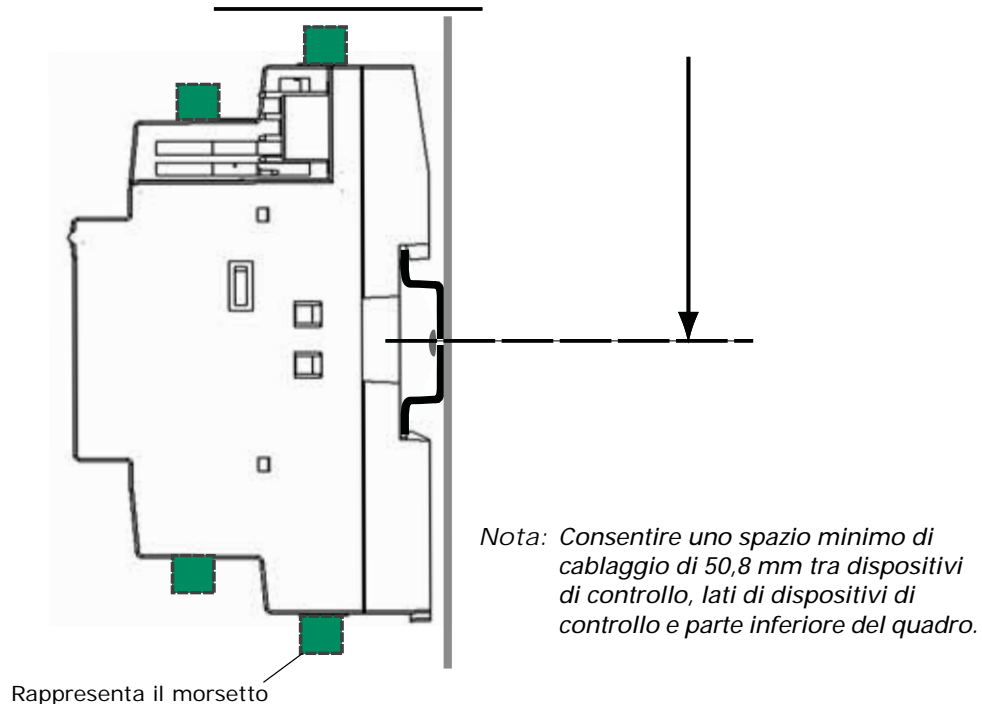 Nota: Consentire uno spazio minimo di
cablaggio di 50,8 mm tra dispositivi
di controllo, lati di dispositivi di
controllo e parte inferiore del quadro.
Rappresenta il morsetto